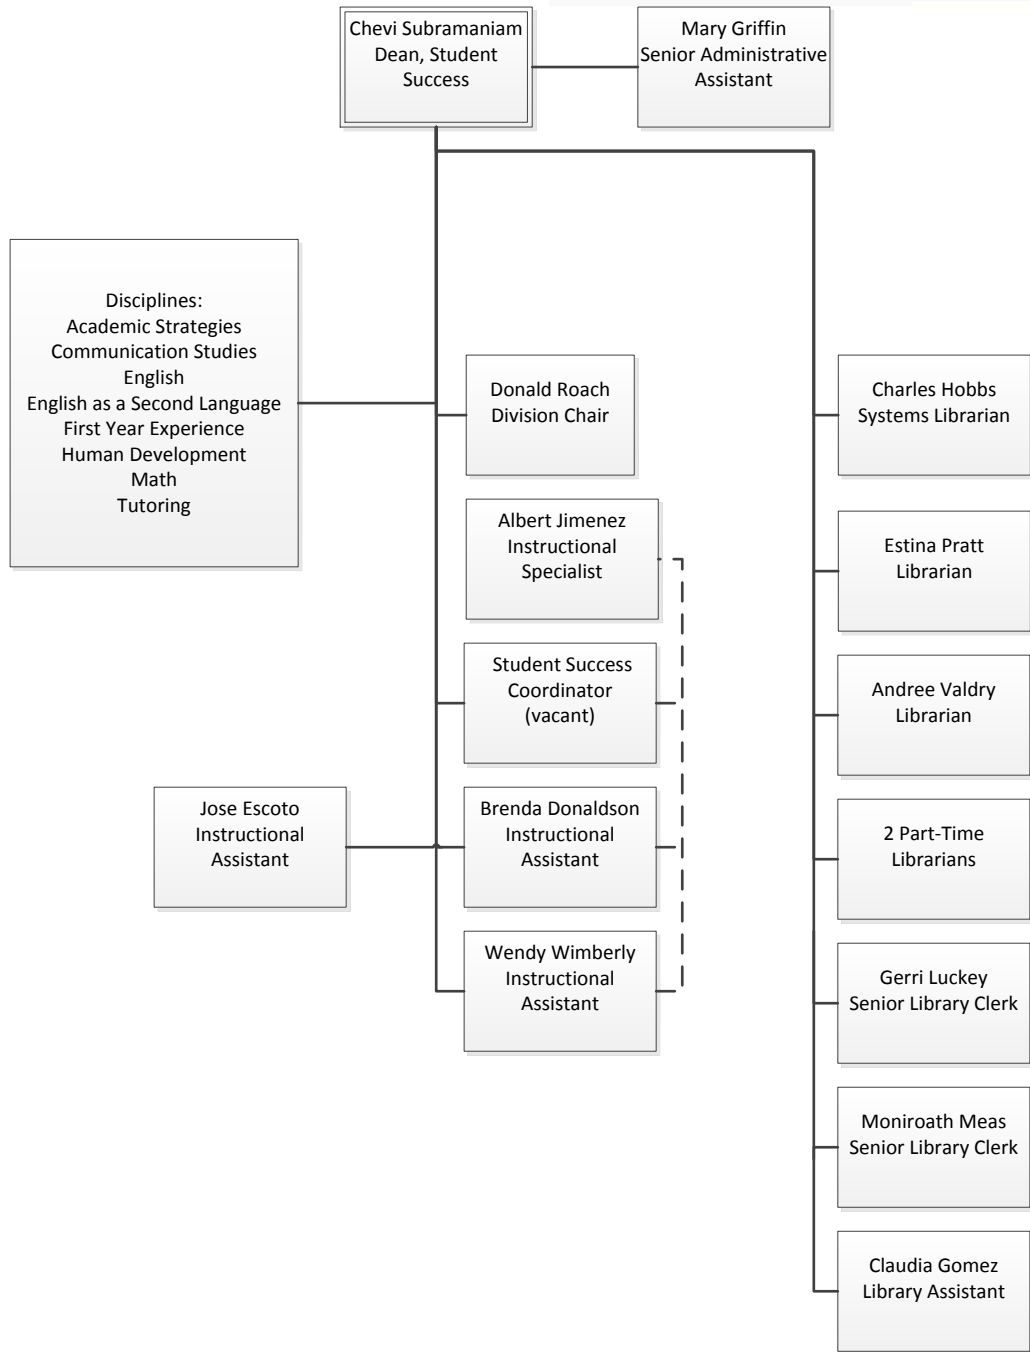 Chevi Subramaniam
Dean, Student
Success
Mary Griffin
Senior Administrative
Assistant
Disciplines:
Academic Strategies
Communication Studies
English
English as a Second Language
First Year Experience
Human Development
Math
Tutoring
Donald Roach
Division Chair
Albert Jimenez
Instructional
Specialist
Student Success
Coordinator
(vacant)
Jose Escoto
Instructional
Assistant
Brenda Donaldson
Instructional
Assistant
Wendy Wimberly
Instructional
Assistant
Charles Hobbs
Systems Librarian
Estina Pratt
Librarian
Andree Valdry
Librarian
2 Part-Time
Librarians
Gerri Luckey
Senior Library Clerk
Moniroath Meas
Senior Library Clerk
Claudia Gomez
Library Assistant